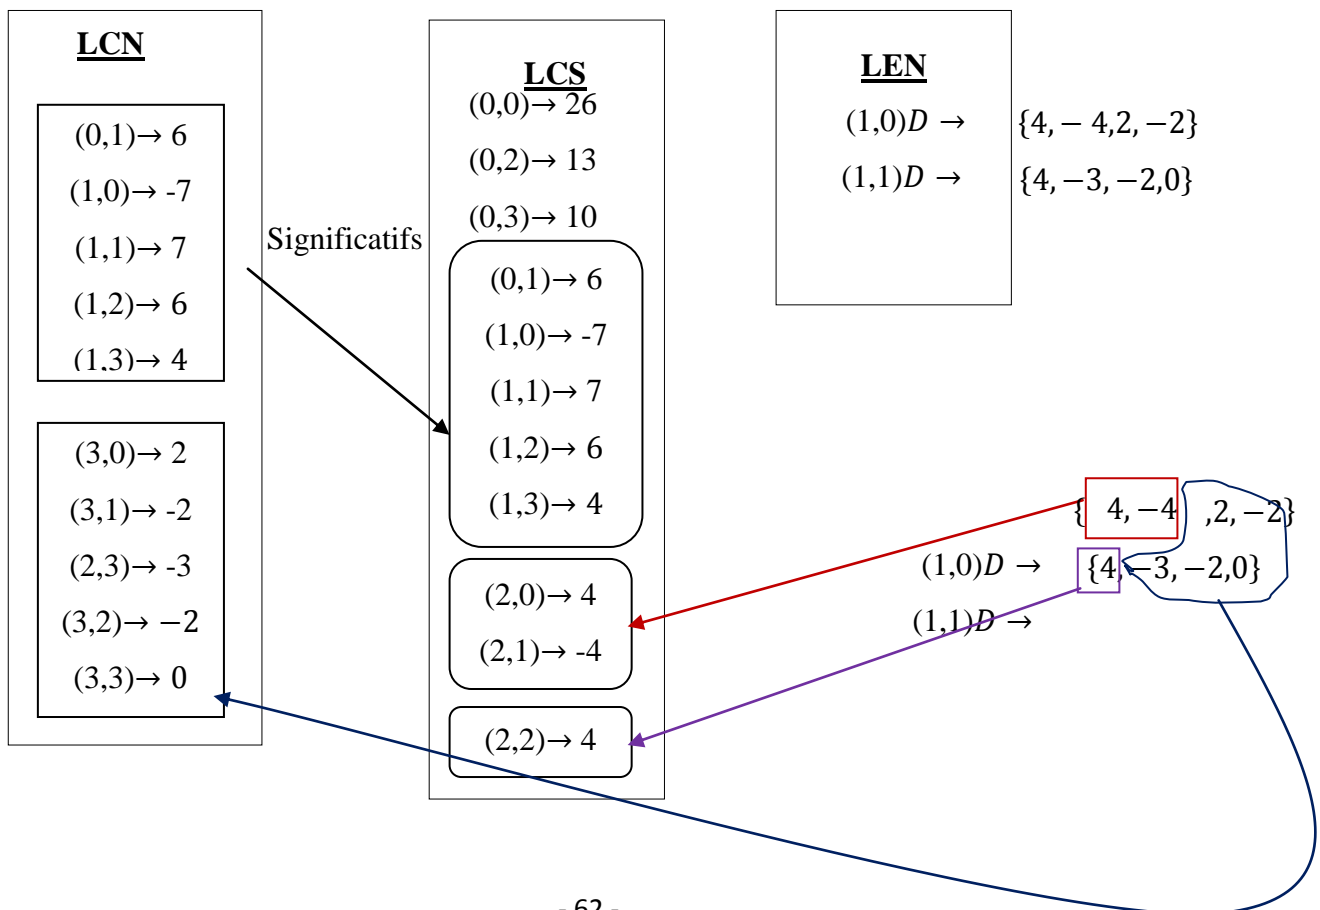 LCN
(0,1)→ 6
(1,0)→ -7
(1,1)→ 7
(1,2)→ 6
(1,3)→ 4
(3,0)→ 2
(3,1)→ -2
(2,3)→ -3
(3,2)→ −2
(3,3)→ 0
Significatifs
LCS
(0,0)→ 26
(0,2)→ 13
(0,3)→ 10
(0,1)→ 6
(1,0)→ -7
(1,1)→ 7
(1,2)→ 6
(1,3)→ 4
(2,0)→ 4
(2,1)→ -4
(2,2)→ 4
LEN
(1,0)D → {4, − 4,2, −2}
(1,1)D → {4, −3, −2,0}
{ 4, −4 ,2, −2}
(1,0)D → {4, −3, −2,0}
(1,1)D →
- 62 -